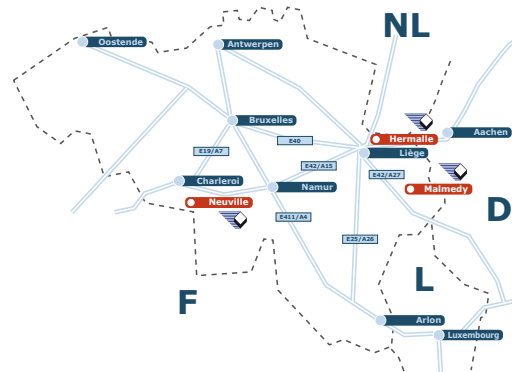 NL
Oostende
Antwerpen
Bruxelles
Hermalle
Aachen
E40
E19/A7
Liège
E42/A15
E42/A27
Charleroi
Namur
Malmedy
Neuville
D
E411/A4
E25/A26
L
F
Arlon
Luxembourg